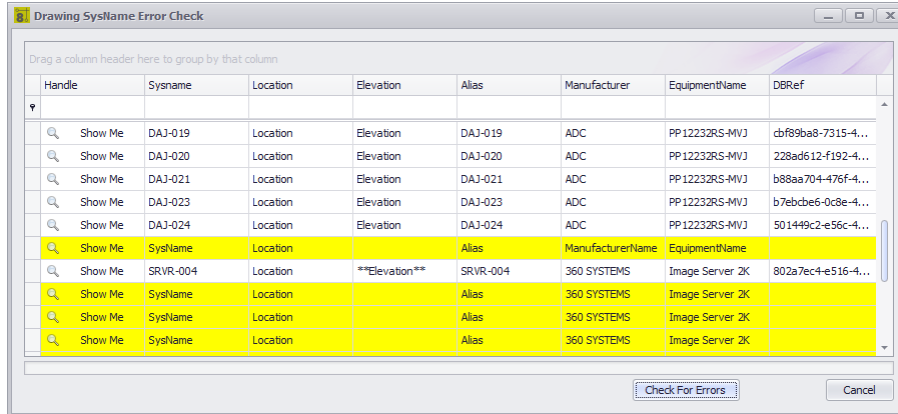 Drawing SysName Error Check
Drag a column header here to group by that column
Handle Sysname Location Elevation Alias Manufacturer EquipmentName DBRef
Show Me DAJ-019 Location Elevation DAJ-019 ADC PP12232RS-MVJ cbf89ba8-7315-4...
Show Me DAJ-020 Location Elevation DAJ-020 ADC PP12232RS-MVJ 228ad612-f192-4...
Show Me DAJ-021 Location Elevation DAJ-021 ADC PP12232RS-MVJ b88aa704-476f-4...
Show Me DAJ-023 Location Elevation DAJ-023 ADC PP12232RS-MVJ b7ebcbe6-0c8e-4...
Show Me DAJ-024 Location Elevation DAJ-024 ADC PP12232RS-MVJ 501449c2-e56c-4...
Show Me SysName Location Alias ManufacturerName EquipmentName
Show Me SRVR-004 Location **Elevation** SRVR-004 360 SYSTEMS Image Server 2K 802a7ec4-e516-4...
Show Me SysName Location Alias 360 SYSTEMS Image Server 2K
Show Me SysName Location Alias 360 SYSTEMS Image Server 2K
Show Me SysName Location Alias 360 SYSTEMS Image Server 2K
Check For Errors Cancel